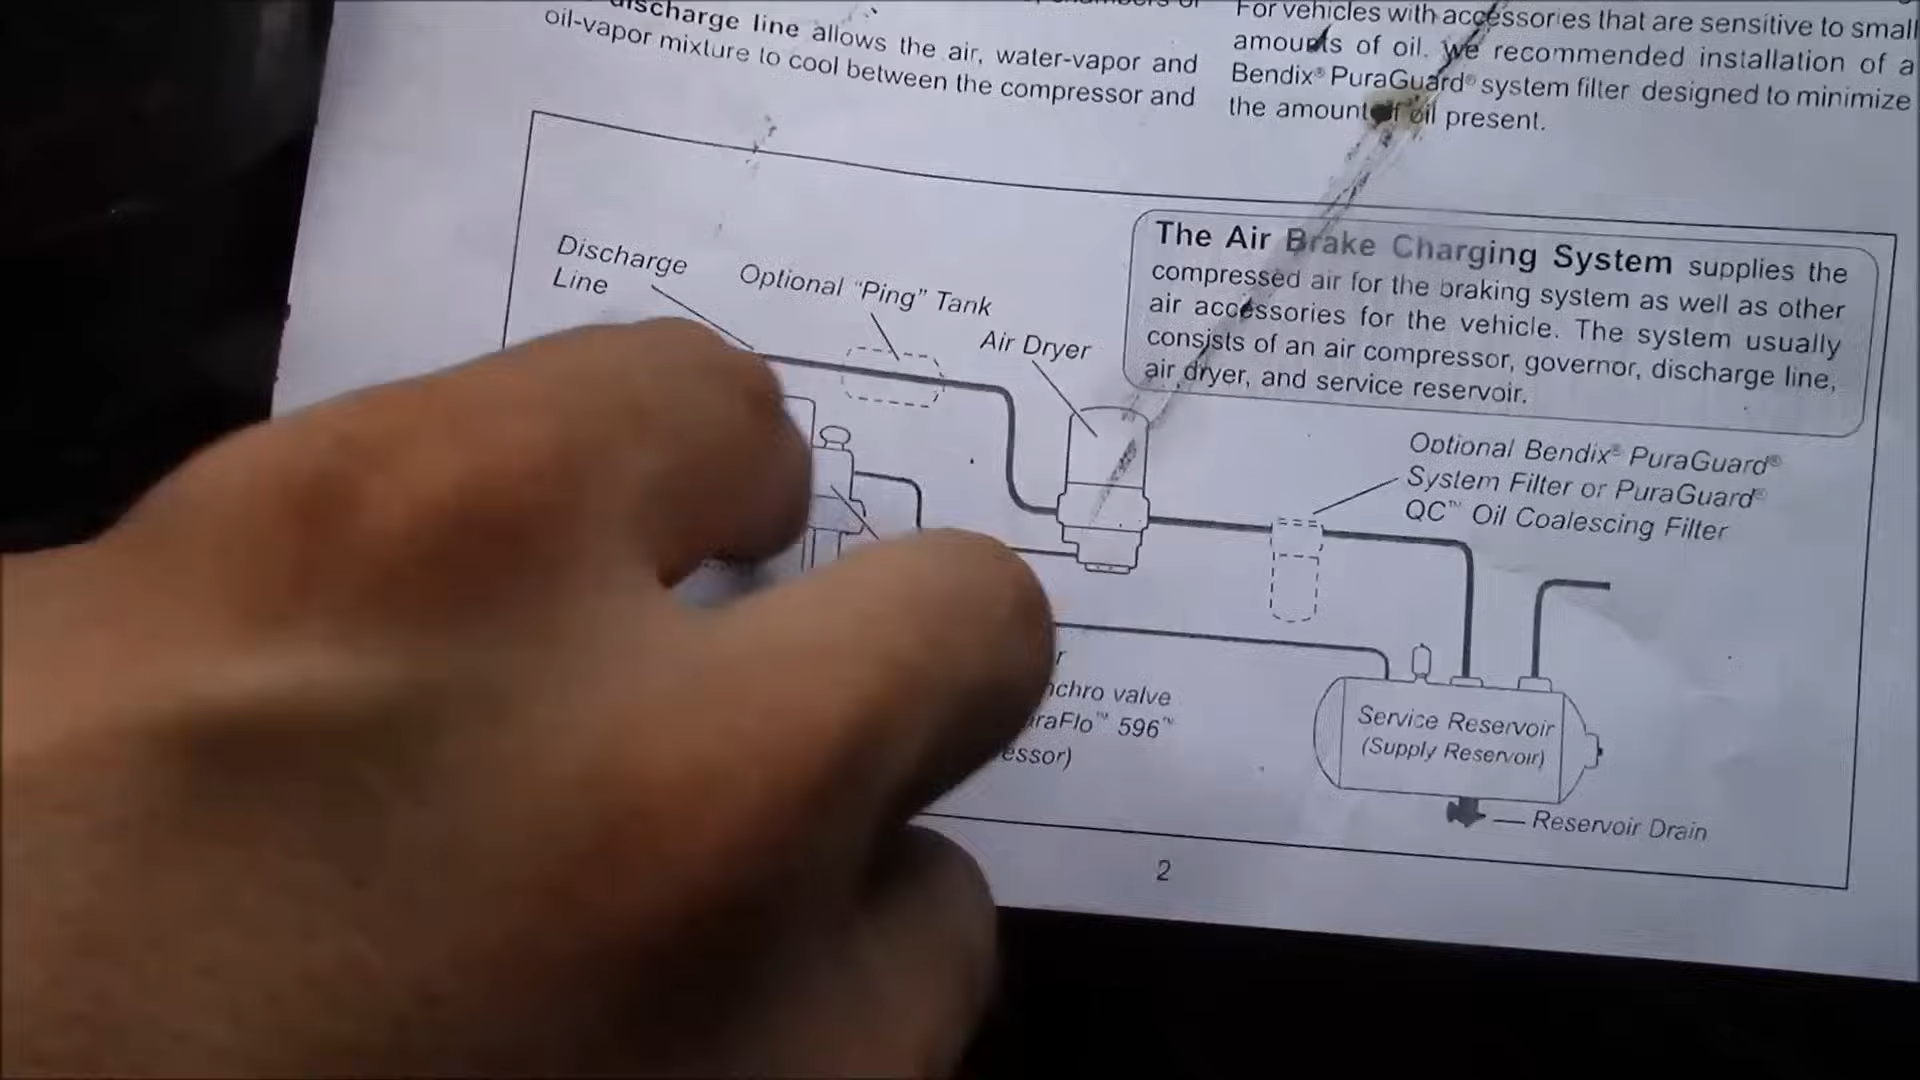 discharge line allows the air, water-vapor and
oil-vapor mixture to cool between the compressor and
For vehicles with accessories that are sensitive to small
amounts of oil, we recommended installation of a
Bendix® PuraGuard® system filter designed to minimize
the amount of oil present.
Discharge
Line
Optional "Ping" Tank
Air Dryer
The Air Brake Charging System supplies the
compressed air for the braking system as well as other
air accessories for the vehicle. The system usually
consists of an air compressor, governor, discharge line,
air dryer, and service reservoir.
Optional Bendix® PuraGuard®
System Filter or PuraGuard®
QC™ Oil Coalescing Filter
r
nchro valve
araFlo™ 596™
essor)
Service Reservoir
(Supply Reservoir)
Reservoir Drain
2